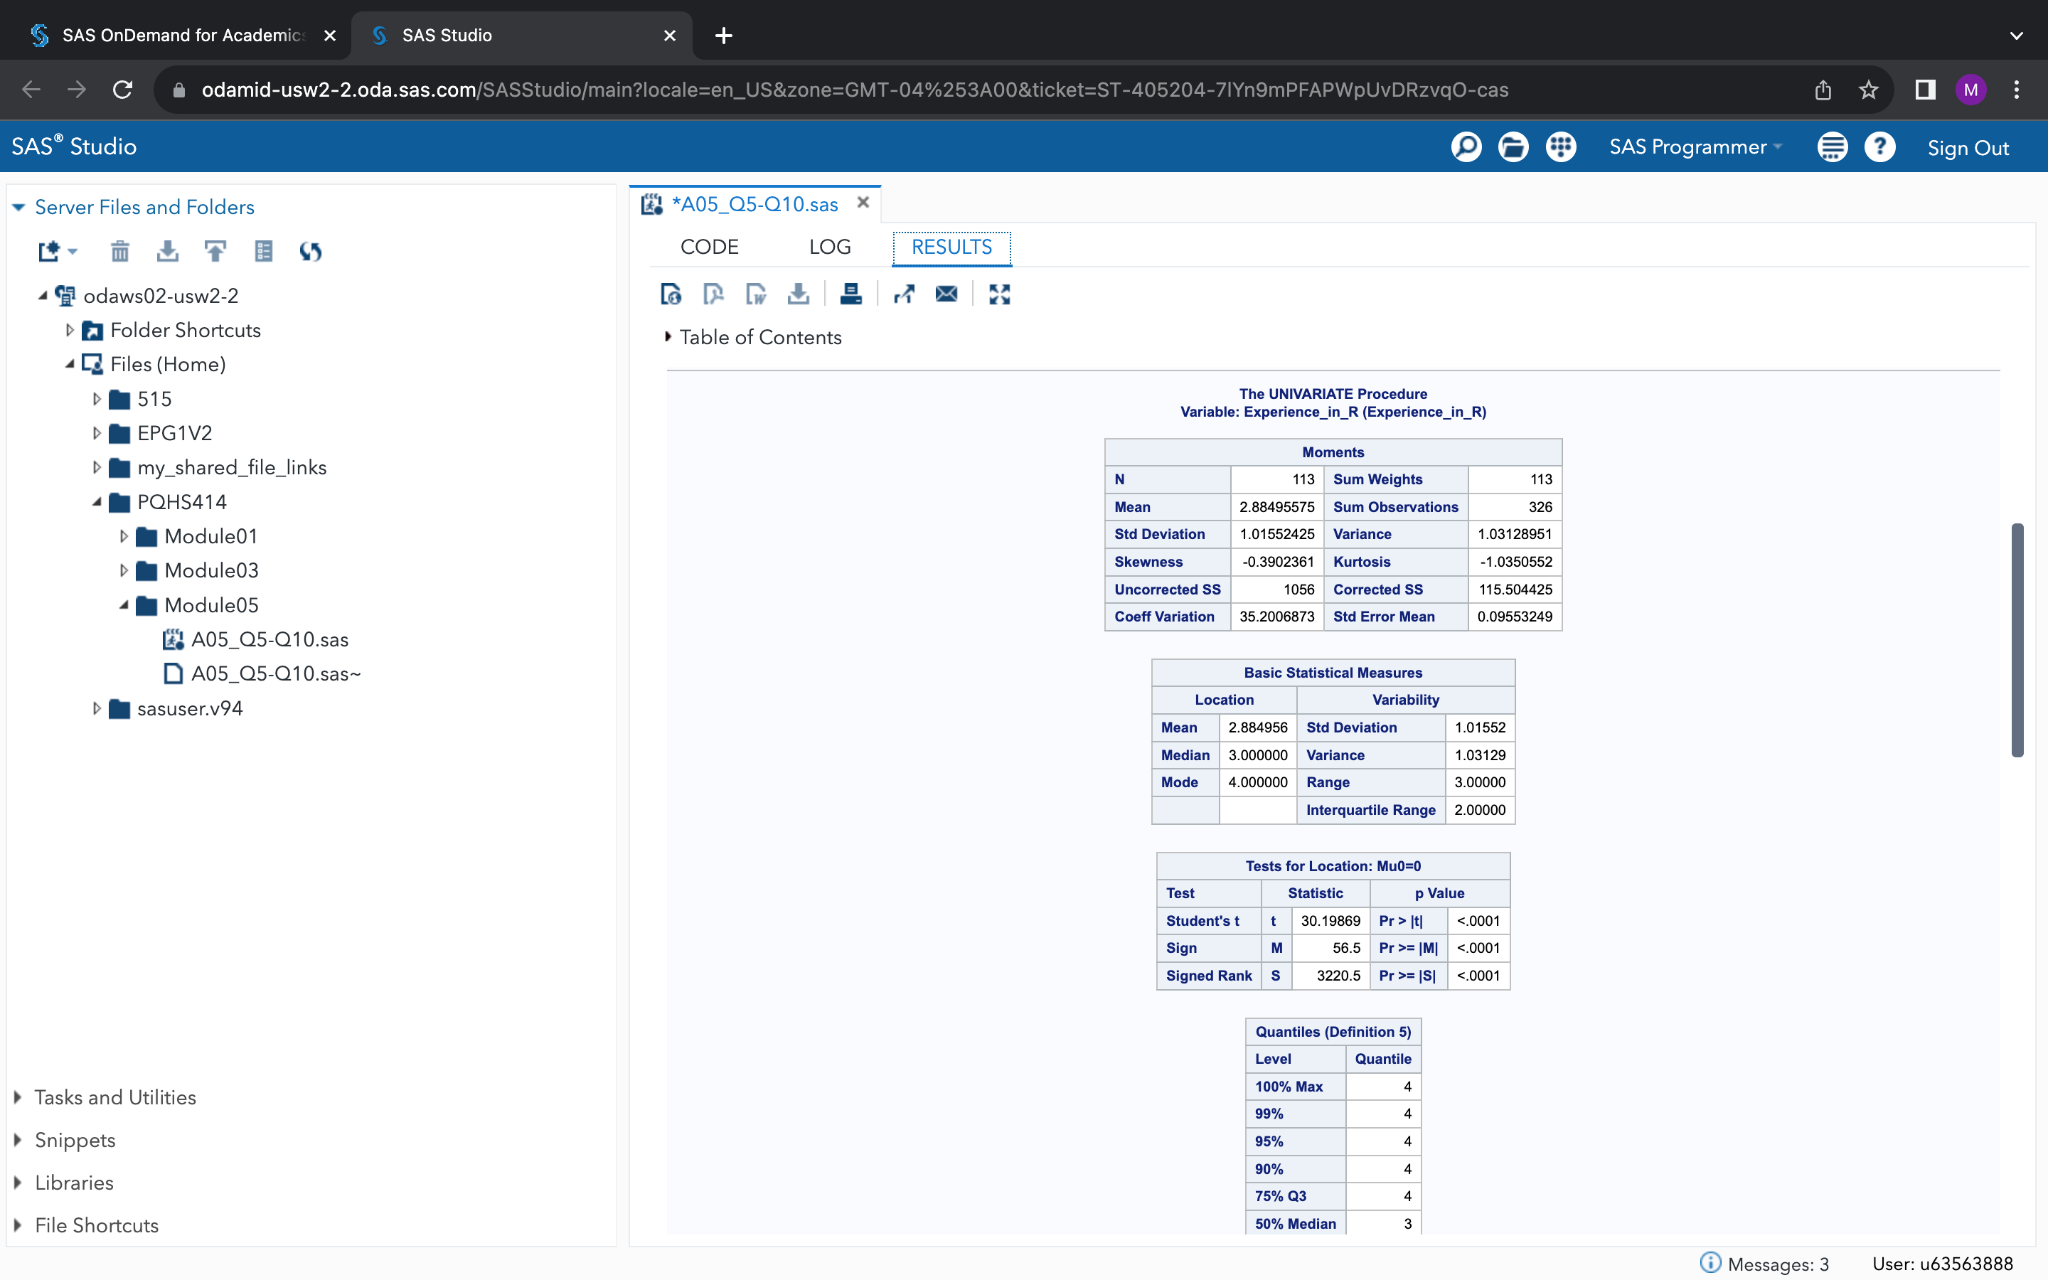 SAS OnDemand for Academics
SAS Studio
odamid-usw2-2.oda.sas.com/SASStudio/main?locale=en_US&zone=GMT-04%253A00&ticket=ST-405204-7lYn9mPFAPWpUvDRzvqO-cas
M
SAS® Studio
SAS Programmer
Sign Out
Server Files and Folders
odaws02-usw2-2
Folder Shortcuts
Files (Home)
515
EPG1V2
my_shared_file_links
PQHS414
Module01
Module03
Module05
A05_Q5-Q10.sas
A05_Q5-Q10.sas~
sasuser.v94
Tasks and Utilities
Snippets
Libraries
File Shortcuts
*A05_Q5-Q10.sas
CODE LOG RESULTS
Table of Contents
The UNIVARIATE Procedure
Variable: Experience_in_R (Experience_in_R)
Moments
N 113 Sum Weights 113
Mean 2.88495575 Sum Observations 326
Std Deviation 1.01552425 Variance 1.03128951
Skewness -0.3902361 Kurtosis -1.0350552
Uncorrected SS 1056 Corrected SS 115.504425
Coeff Variation 35.2006873 Std Error Mean 0.09553249
Basic Statistical Measures
Location Variability
Mean 2.884956 Std Deviation 1.01552
Median 3.000000 Variance 1.03129
Mode 4.000000 Range 3.00000
Interquartile Range 2.00000
Tests for Location: Mu0=0
Test Statistic p Value
Student's t t 30.19869 Pr > |t| <.0001
Sign M 56.5 Pr >= |M| <.0001
Signed Rank S 3220.5 Pr >= |S| <.0001
Quantiles (Definition 5)
Level Quantile
100% Max 4
99% 4
95% 4
90% 4
75% Q3 4
50% Median 3
Messages: 3
User: u63563888